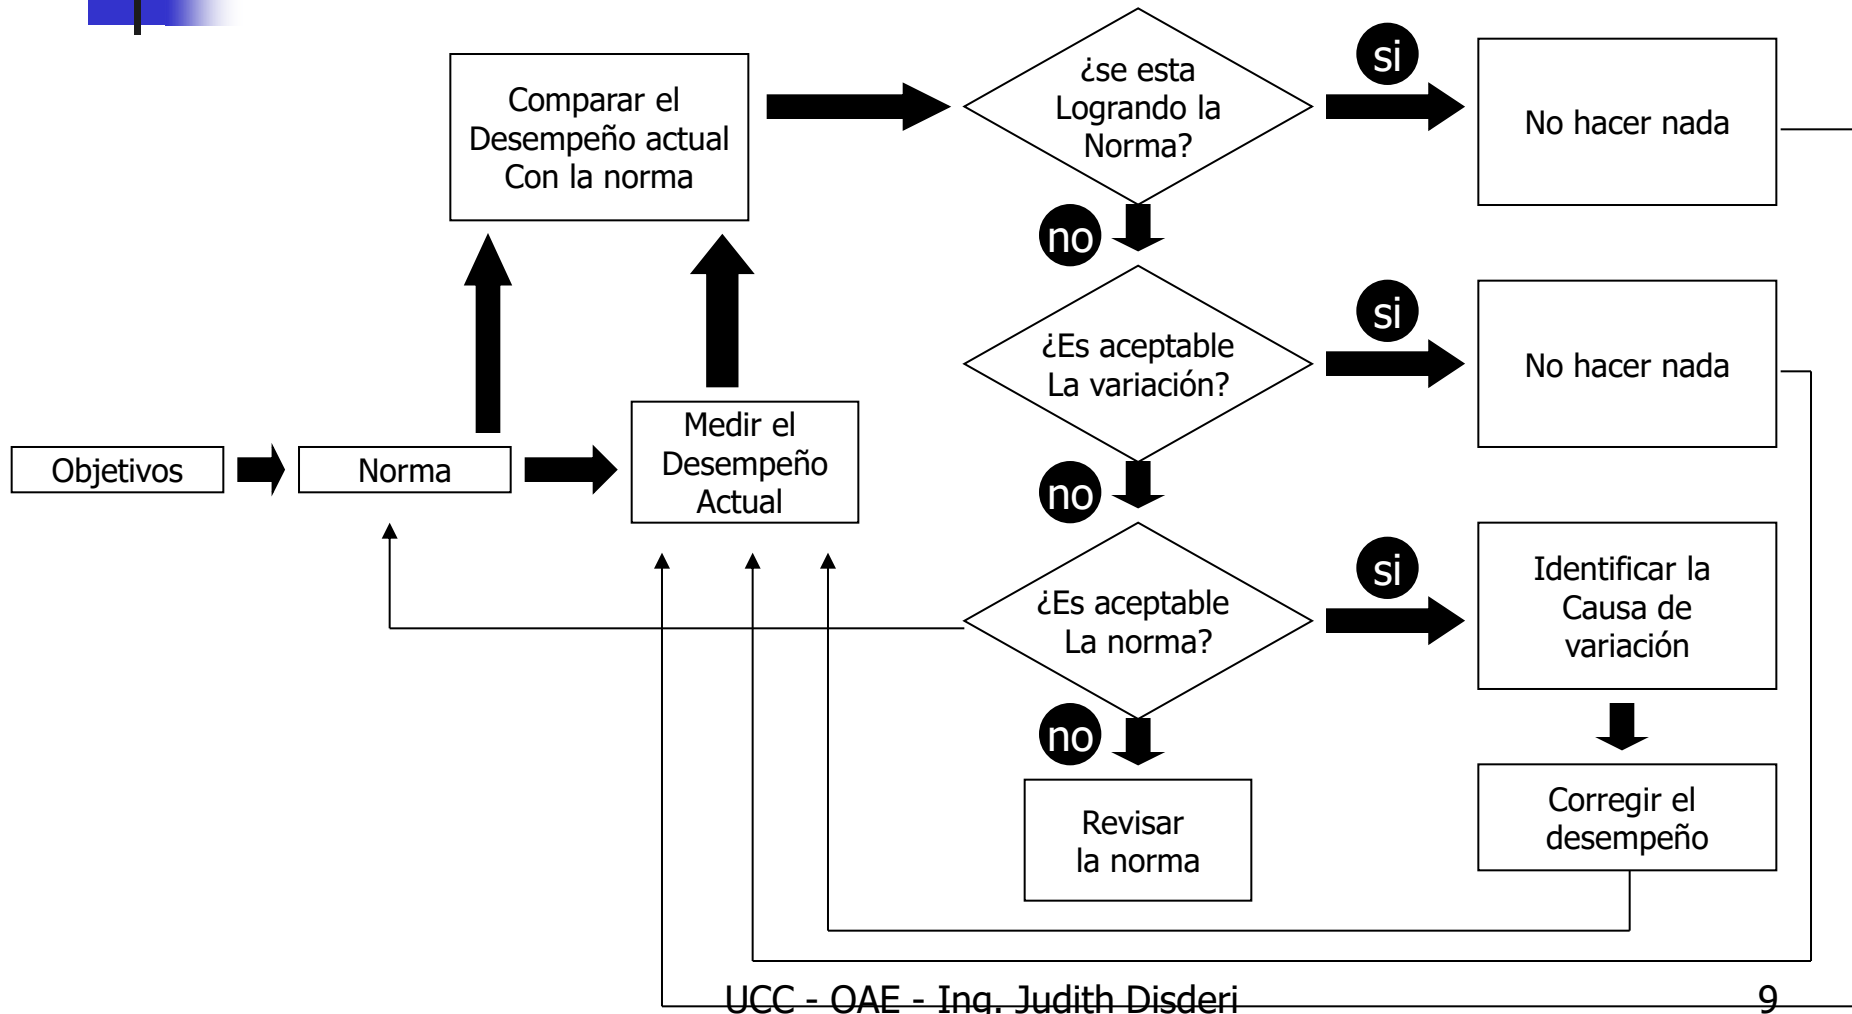 Comparar el
Desempeño actual
Con la norma
¿se esta
Logrando la
Norma?
si
No hacer nada
no
¿Es aceptable
La variación?
si
No hacer nada
Objetivos
Norma
Medir el
Desempeño
Actual
no
¿Es aceptable
La norma?
si
Identificar la
Causa de
variación
no
Revisar
la norma
Corregir el
desempeño
UCC - OAE - Ing. Judith Disderi
9